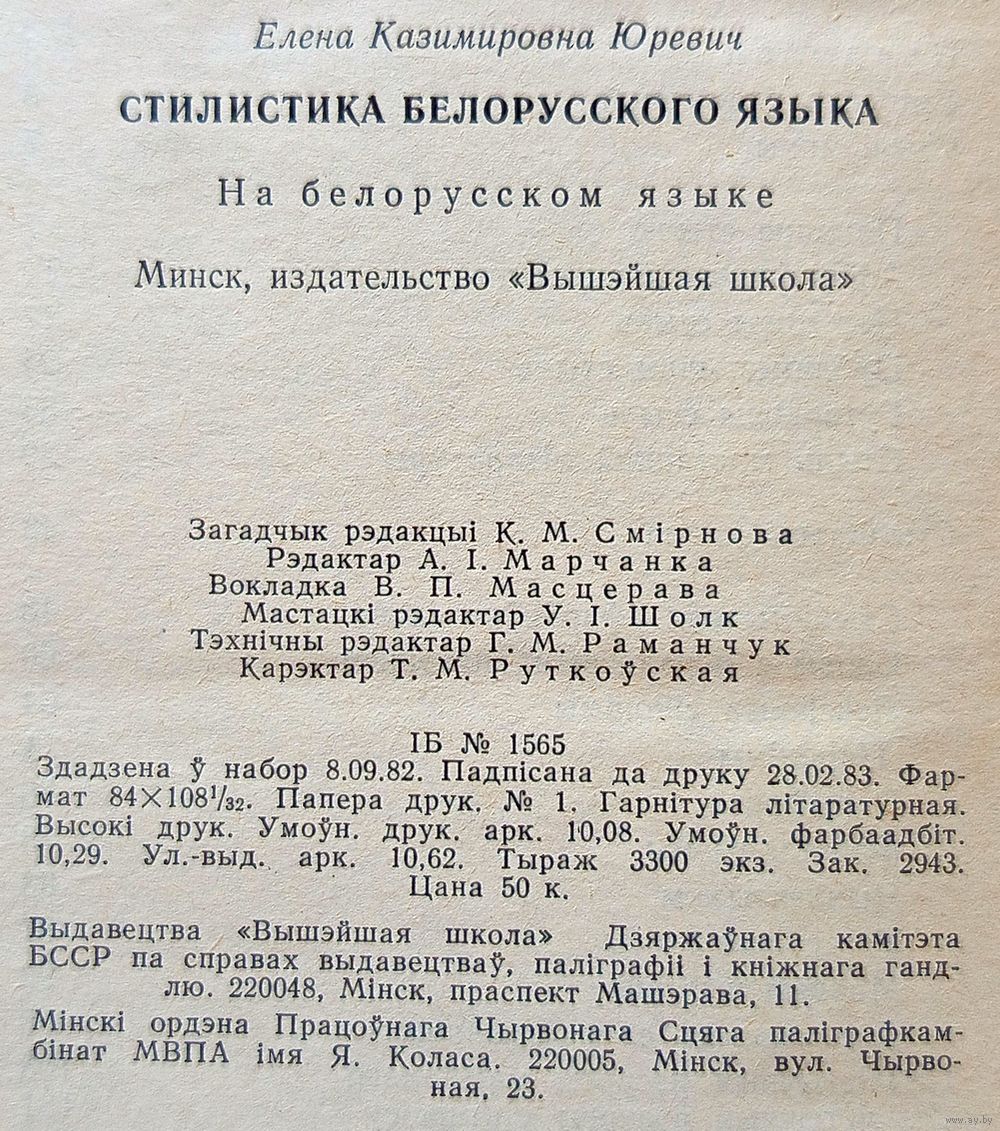 Елена Казимировна Юревич
СТИЛИСТИКА БЕЛОРУССКОГО ЯЗЫКА
На белорусском языке
Минск, издательство «Вышэйшая школа»
Загадчык рэдакцыі К. М. Смірнова
Рэдактар А. І. Марчанка
Вокладка В. П. Масцерава
Мастацкі рэдактар У. І. Шолк
Тэхнічны рэдактар Г. М. Раманчук
Карэктар Т. М. Руткоўская
ІБ № 1565
Здадзена ў набор 8.09.82. Падпісана да друку 28.02.83. Фар-
мат 84×108¹/₃₂. Папера друк. № 1. Гарнітура літаратурная.
Высокі друк. Умоўн. друк. арк. 10,08. Умоўн. фарбаадбіт.
10,29. Ул.-выд. арк. 10,62. Тыраж 3300 экз. Зак. 2943.
Цана 50 к.
Выдавецтва «Вышэйшая школа» Дзяржаўнага камітэта
БССР па справах выдавецтваў, паліграфіі і кніжнага ганд-
лю. 220048, Мінск, праспект Машэрава, 11.
Мінскі ордэна Працоўнага Чырвонага Сцяга паліграфкам-
бінат МВПА імя Я. Коласа. 220005, Мінск, вул. Чырво-
ная, 23.
www.ay.by